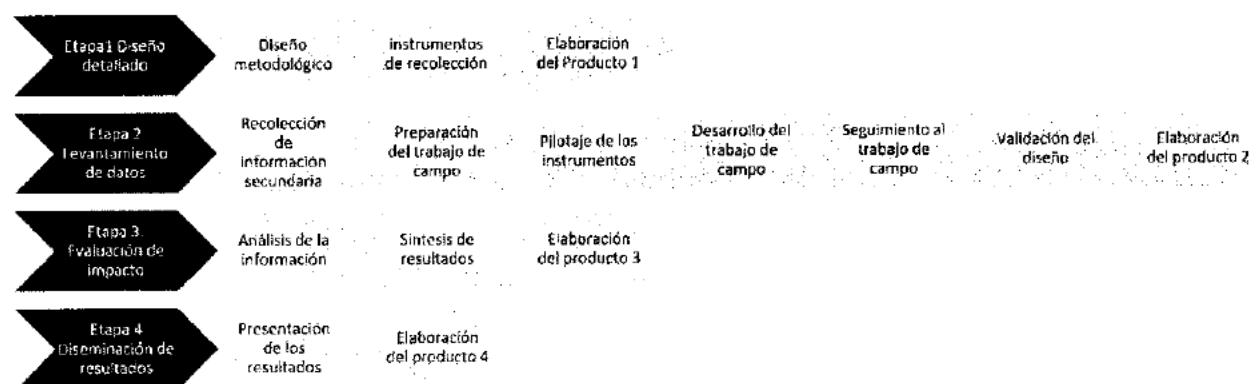 Etapa1 Diseño
detallado
Diseño
metodológico
instrumentos
de recolección
Elaboración
del Producto 1
Etapa 2
Levantamiento
de datos
Recolección
de
información
secundaria
Preparación
del trabajo de
campo
Pilotaje de los
instrumentos
Desarrollo del
trabajo de
campo
Seguimiento al
trabajo de
campo
Validación del
diseño
Elaboración
del producto 2
Etapa 3.
Evaluación de
impacto
Análisis de la
información
Sintesis de
resultados
Elaboración
del producto 3
Etapa 4
Diseminación de
resultados
Presentación
de los
resultados
Elaboración
del producto 4